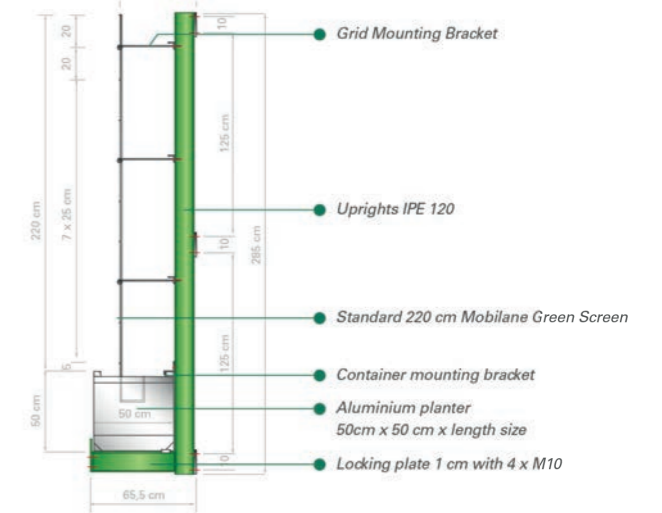 20
20
220 cm
7 x 25 cm
5
50 cm
50 cm
65,5 cm
10
125 cm
10
285 cm
125 cm
10
Grid Mounting Bracket
Uprights IPE 120
Standard 220 cm Mobilane Green Screen
Container mounting bracket
Aluminium planter
50cm x 50 cm x length size
Locking plate 1 cm with 4 x M10